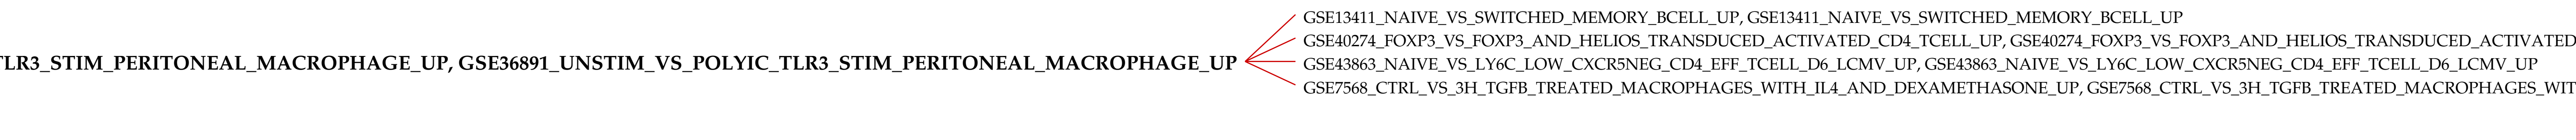 GSE13411_NAIVE_VS_SWITCHED_MEMORY_BCELL_UP, GSE13411_NAIVE_VS_SWITCHED_MEMORY_BCELL_UP
GSE40274_FOXP3_VS_FOXP3_AND_HELIOS_TRANSDUCED_ACTIVATED_CD4_TCELL_UP, GSE40274_FOXP3_VS_FOXP3_AND_HELIOS_TRANSDUCED_ACTIVATED
TLR3_STIM_PERITONEAL_MACROPHAGE_UP, GSE36891_UNSTIM_VS_POLYIC_TLR3_STIM_PERITONEAL_MACROPHAGE_UP
GSE43863_NAIVE_VS_LY6C_LOW_CXCR5NEG_CD4_EFF_TCELL_D6_LCMV_UP, GSE43863_NAIVE_VS_LY6C_LOW_CXCR5NEG_CD4_EFF_TCELL_D6_LCMV_UP
GSE7568_CTRL_VS_3H_TGFB_TREATED_MACROPHAGES_WITH_IL4_AND_DEXAMETHASONE_UP, GSE7568_CTRL_VS_3H_TGFB_TREATED_MACROPHAGES_WIT